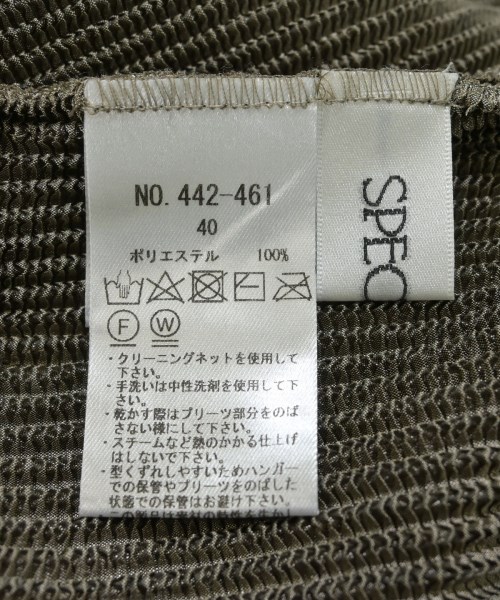 NO. 442-461
40
ポリエステル 100%
F W
・クリーニングネットを使用して
下さい。
・手洗いは中性洗剤を使用して下
さい。
・乾かす際はプリーツ部分をのば
さない様にして下さい。
・スチームなど熱のかかる仕上げ
はしないで下さい。
・型くずれしやすいためハンガー
での保管やプリーツをのばした
状態での保管はお避け下さい。
SPEC